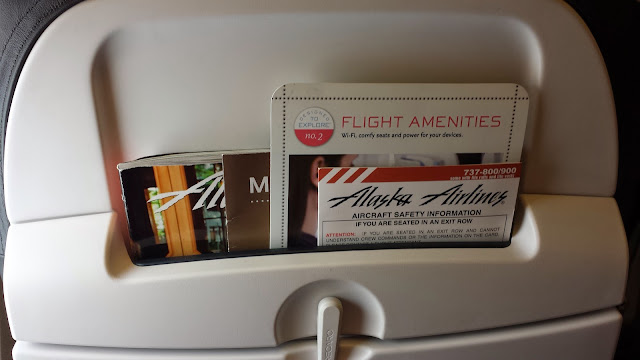 DESIGNED
TO
EXPLORE
no. 2
FLIGHT AMENITIES
Wi-Fi, comfy seats and power for your devices.
737-800/900
Alaska Airlines
AIRCRAFT SAFETY INFORMATION
IF YOU ARE SEATED IN AN EXIT ROW
ATTENTION: IF YOU ARE SEATED IN AN EXIT ROW AND CANNOT
UNDERSTAND CREW COMMANDS OR THE INFORMATION ON THE CARD,
Ala
M